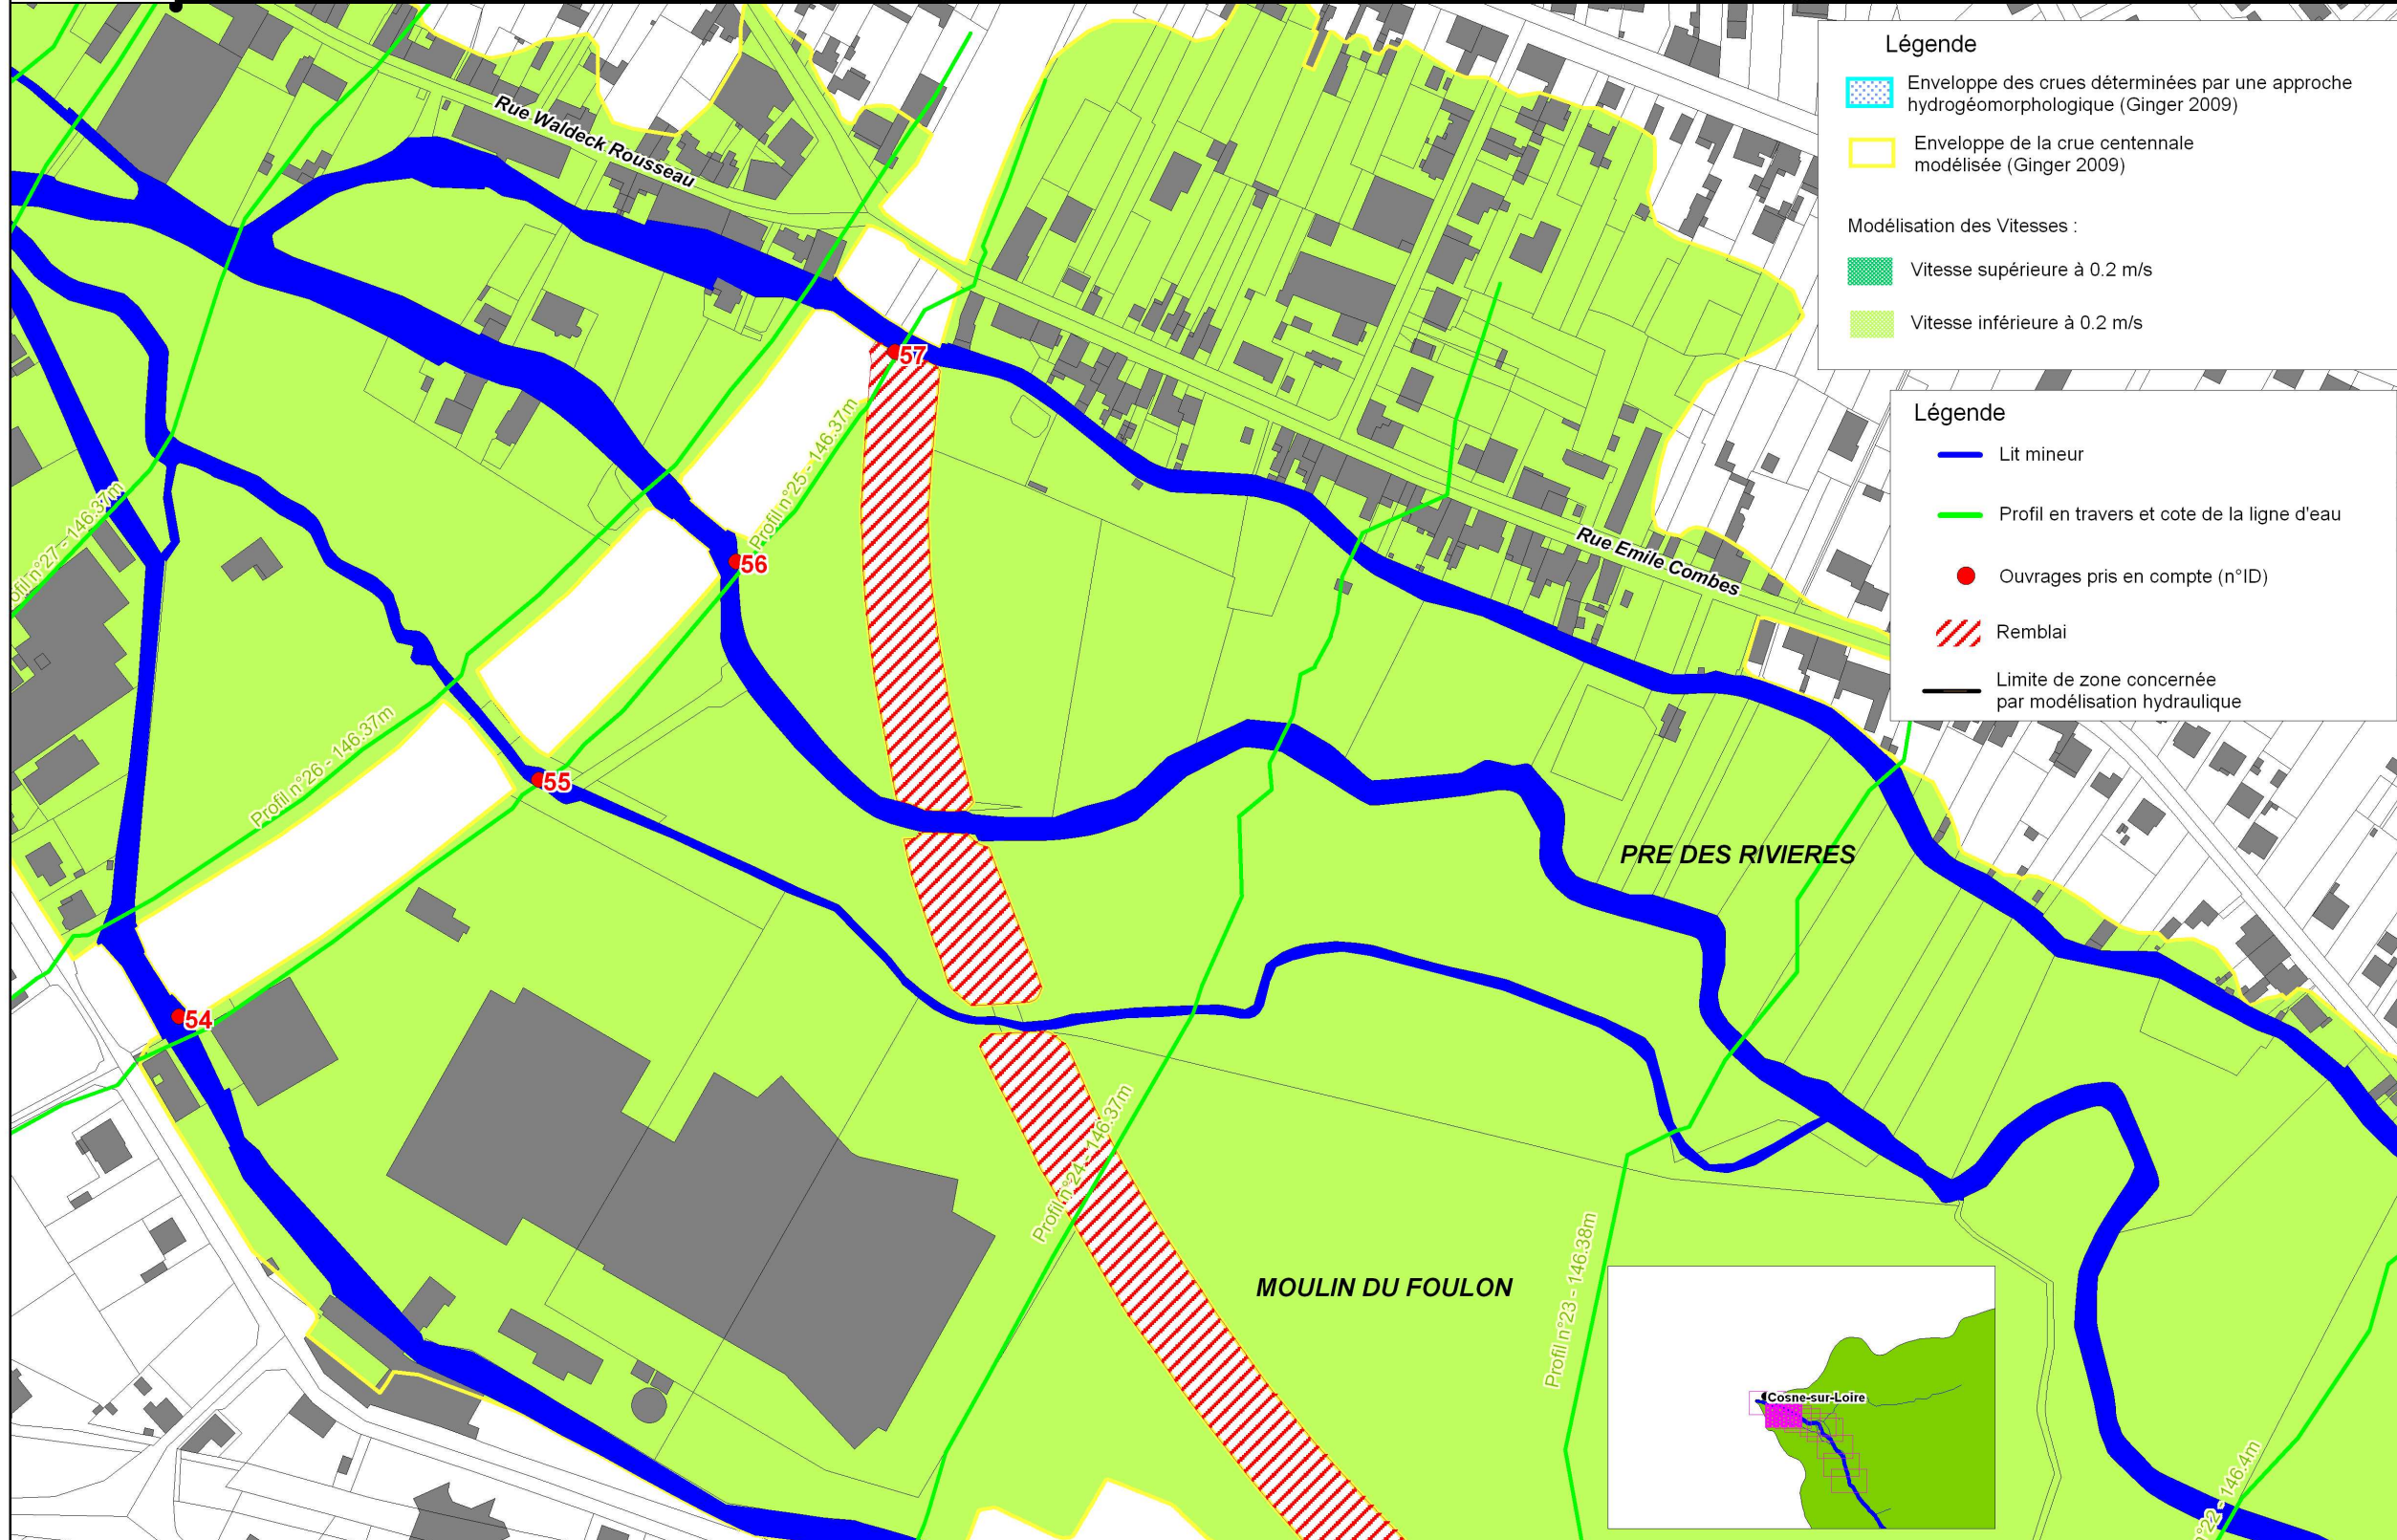 Légende
Enveloppe des crues déterminées par une approche
hydrogéomorphologique (Ginger 2009)
Enveloppe de la crue centennale
modélisée (Ginger 2009)
Modélisation des Vitesses :
Vitesse supérieure à 0.2 m/s
Vitesse inférieure à 0.2 m/s
Légende
Lit mineur
Profil en travers et cote de la ligne d'eau
Ouvrages pris en compte (n°ID)
Remblai
Limite de zone concernée
par modélisation hydraulique
Rue Waldeck Rousseau
57
Profil n°25 - 146.37m
56
ofil n°27 - 146.37m
Rue Emile Combes
Profil n°26 - 146.37m
55
PRE DES RIVIERES
54
Profil n°24 - 146.37m
MOULIN DU FOULON
Profil n°23 - 146.38m
Cosne-sur-Loire
n°22 - 146.4m